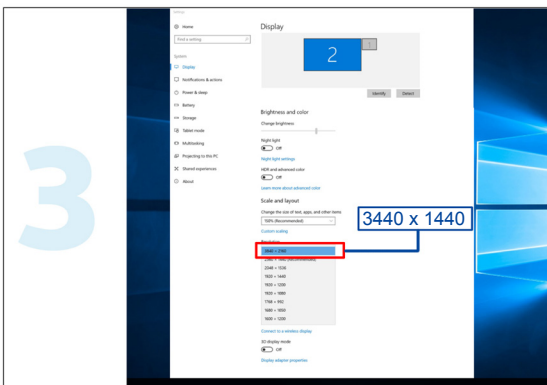 3
Settings
Home
Find a setting
System
Display
Notifications & actions
Power & sleep
Battery
Storage
Tablet mode
Multitasking
Projecting to this PC
Shared experiences
About
Display
2
1
Identify
Detect
Brightness and color
Change brightness
Night light
Off
Night light settings
HDR and advanced color
Off
Learn more about advanced color
Scale and layout
Change the size of text, apps, and other items
100% (Recommended)
Custom scaling
3840 × 2160
2048 × 1536
1920 × 1440
1920 × 1200
1920 × 1080
1768 × 992
1680 × 1050
1600 × 1200
Connect to a wireless display
3D display mode
Off
Display adapter properties
3440 x 1440